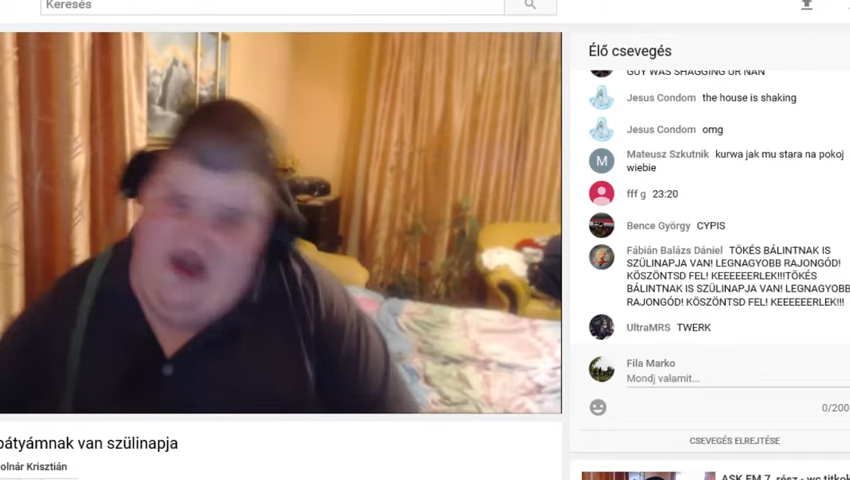 Keresés
Élő csevegés
GUY WAS SHAGGING UR NAN
Jesus Condom the house is shaking
Jesus Condom omg
M
Mateusz Szkutnik kurwa jak mu stara na pokoj
wiebie
fff g 23:20
Bence György CYPIS
Fábián Balázs Dániel TÖKÉS BÁLINTNAK IS
SZÜLINAPJA VAN! LEGNAGYOBB RAJONGÓD!
KÖSZÖNTSD FEL! KEEEEEERLEK!!!TÖKÉS
BÁLINTNAK IS SZÜLINAPJA VAN! LEGNAGYOBB
RAJONGÓD! KÖSZÖNTSD FEL! KEEEEEERLEK!!!
UltraMRS TWERK
Fila Marko
Mondj valamit...
0/200
CSEVEGÉS ELREJTÉSE
bátyámnak van szülinapja
olnár Krisztián
ASK FM 7. rész - wc titkok